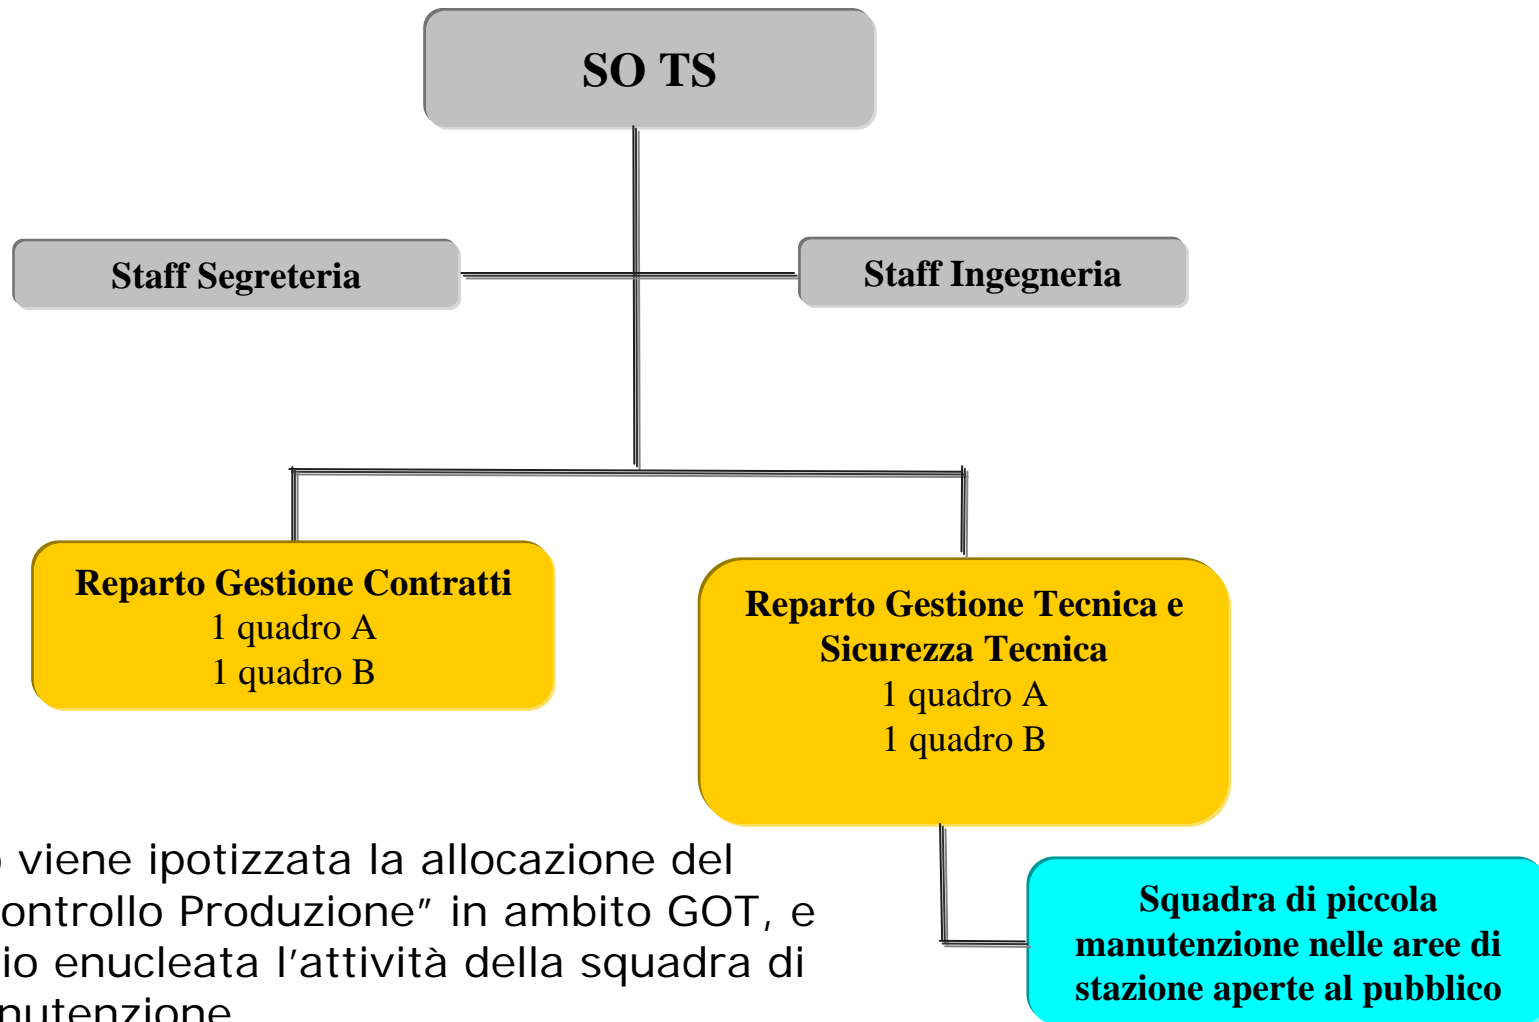 SO TS
Staff Segreteria
Staff Ingegneria
Reparto Gestione Contratti
1 quadro A
1 quadro B
Reparto Gestione Tecnica e
Sicurezza Tecnica
1 quadro A
1 quadro B
viene ipotizzata la allocazione del
ontrollo Produzione” in ambito GOT, e
io enucleata l'attività della squadra di
nutenzione
Squadra di piccola
manutenzione nelle aree di
stazione aperte al pubblico